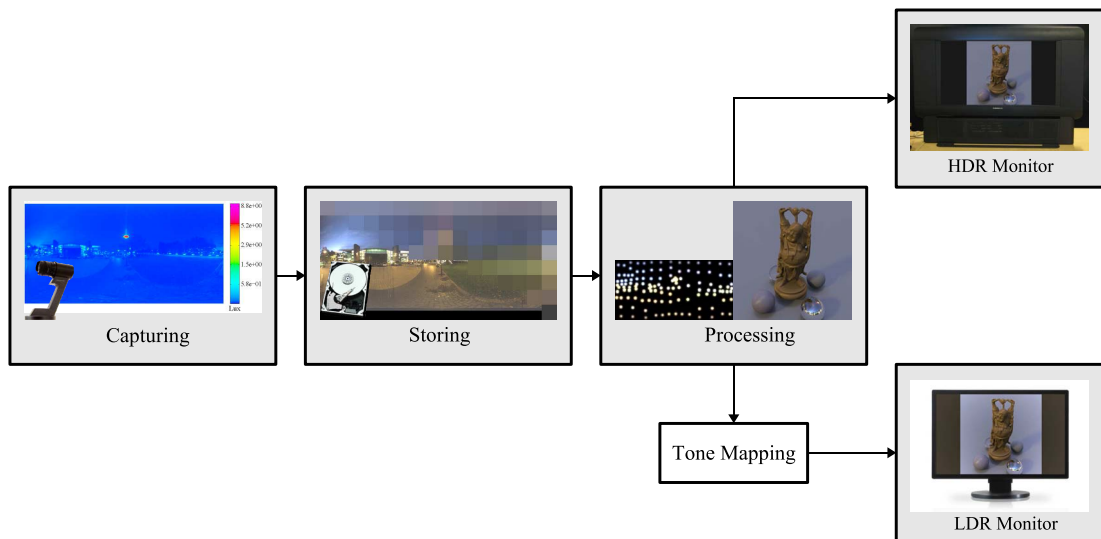 HDR Monitor
8.8e+00
5.2e+00
2.9e+00
1.5e+00
5.8e-01
Lux
Capturing
Storing
Processing
Tone Mapping
LDR Monitor